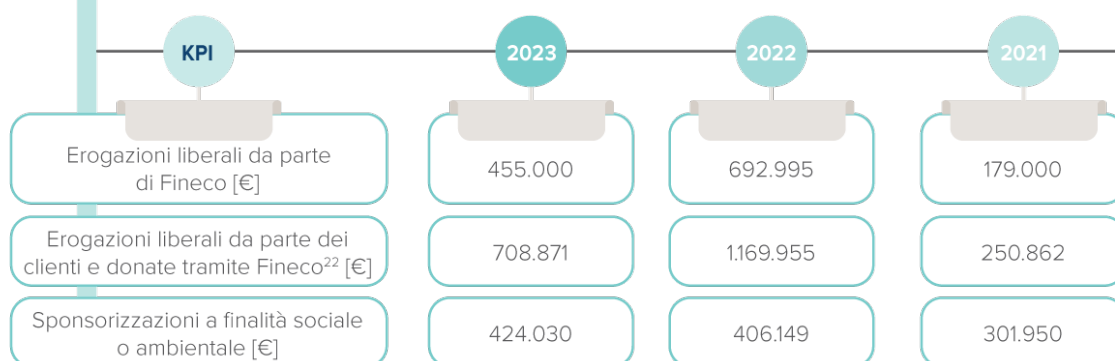 KPI 2023 2022 2021
Erogazioni liberali da parte
di Fineco [€] 455.000 692.995 179.000
Erogazioni liberali da parte dei
clienti e donate tramite Fineco²² [€] 708.871 1.169.955 250.862
Sponsorizzazioni a finalità sociale
o ambientale [€] 424.030 406.149 301.950